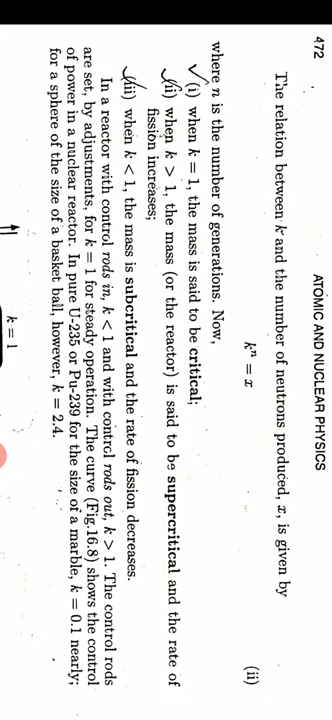 472
ATOMIC AND NUCLEAR PHYSICS
The relation between k and the number of neutrons produced, x, is given by
kⁿ = x (ii)
where n is the number of generations. Now,
(i) when k = 1, the mass is said to be critical;
(ii) when k > 1, the mass (or the reactor) is said to be supercritical and the rate of
fission increases;
(iii) when k < 1, the mass is subcritical and the rate of fission decreases.
In a reactor with control rods in, k < 1 and with control rods out, k > 1. The control rods
are set, by adjustments, for k = 1 for steady operation. The curve (Fig.16.8) shows the control
of power in a nuclear reactor. In pure U-235 or Pu-239 for the size of a marble, k = 0.1 nearly;
for a sphere of the size of a basket ball, however, k = 2.4.
k = 1